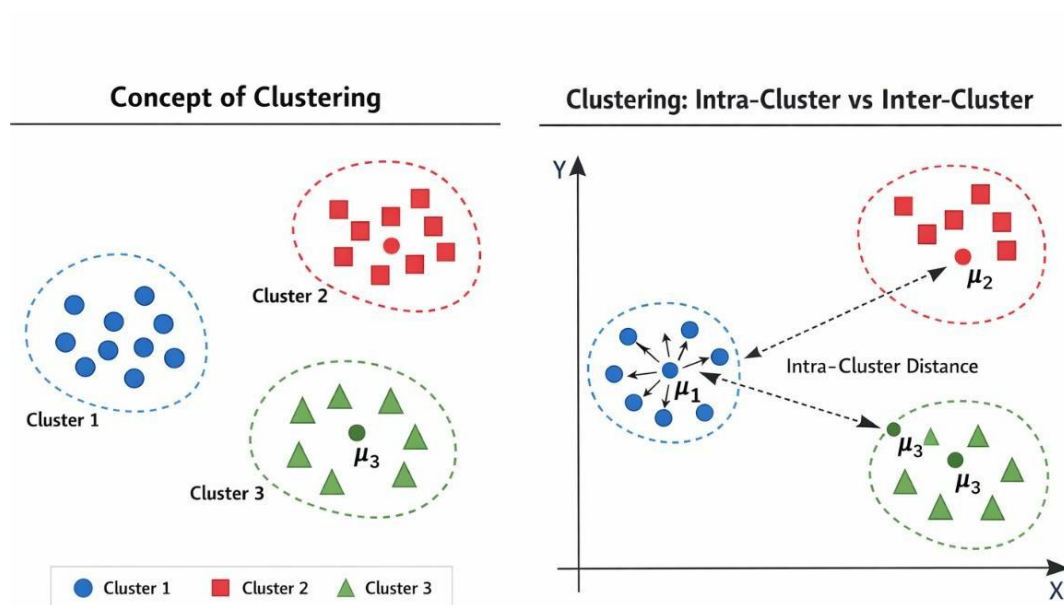 Concept of Clustering
Cluster 2
Cluster 1
μ3
Cluster 3
Cluster 1 Cluster 2 Cluster 3
Clustering: Intra-Cluster vs Inter-Cluster
Y
μ2
Intra-Cluster Distance
μ1
μ3
μ3
X